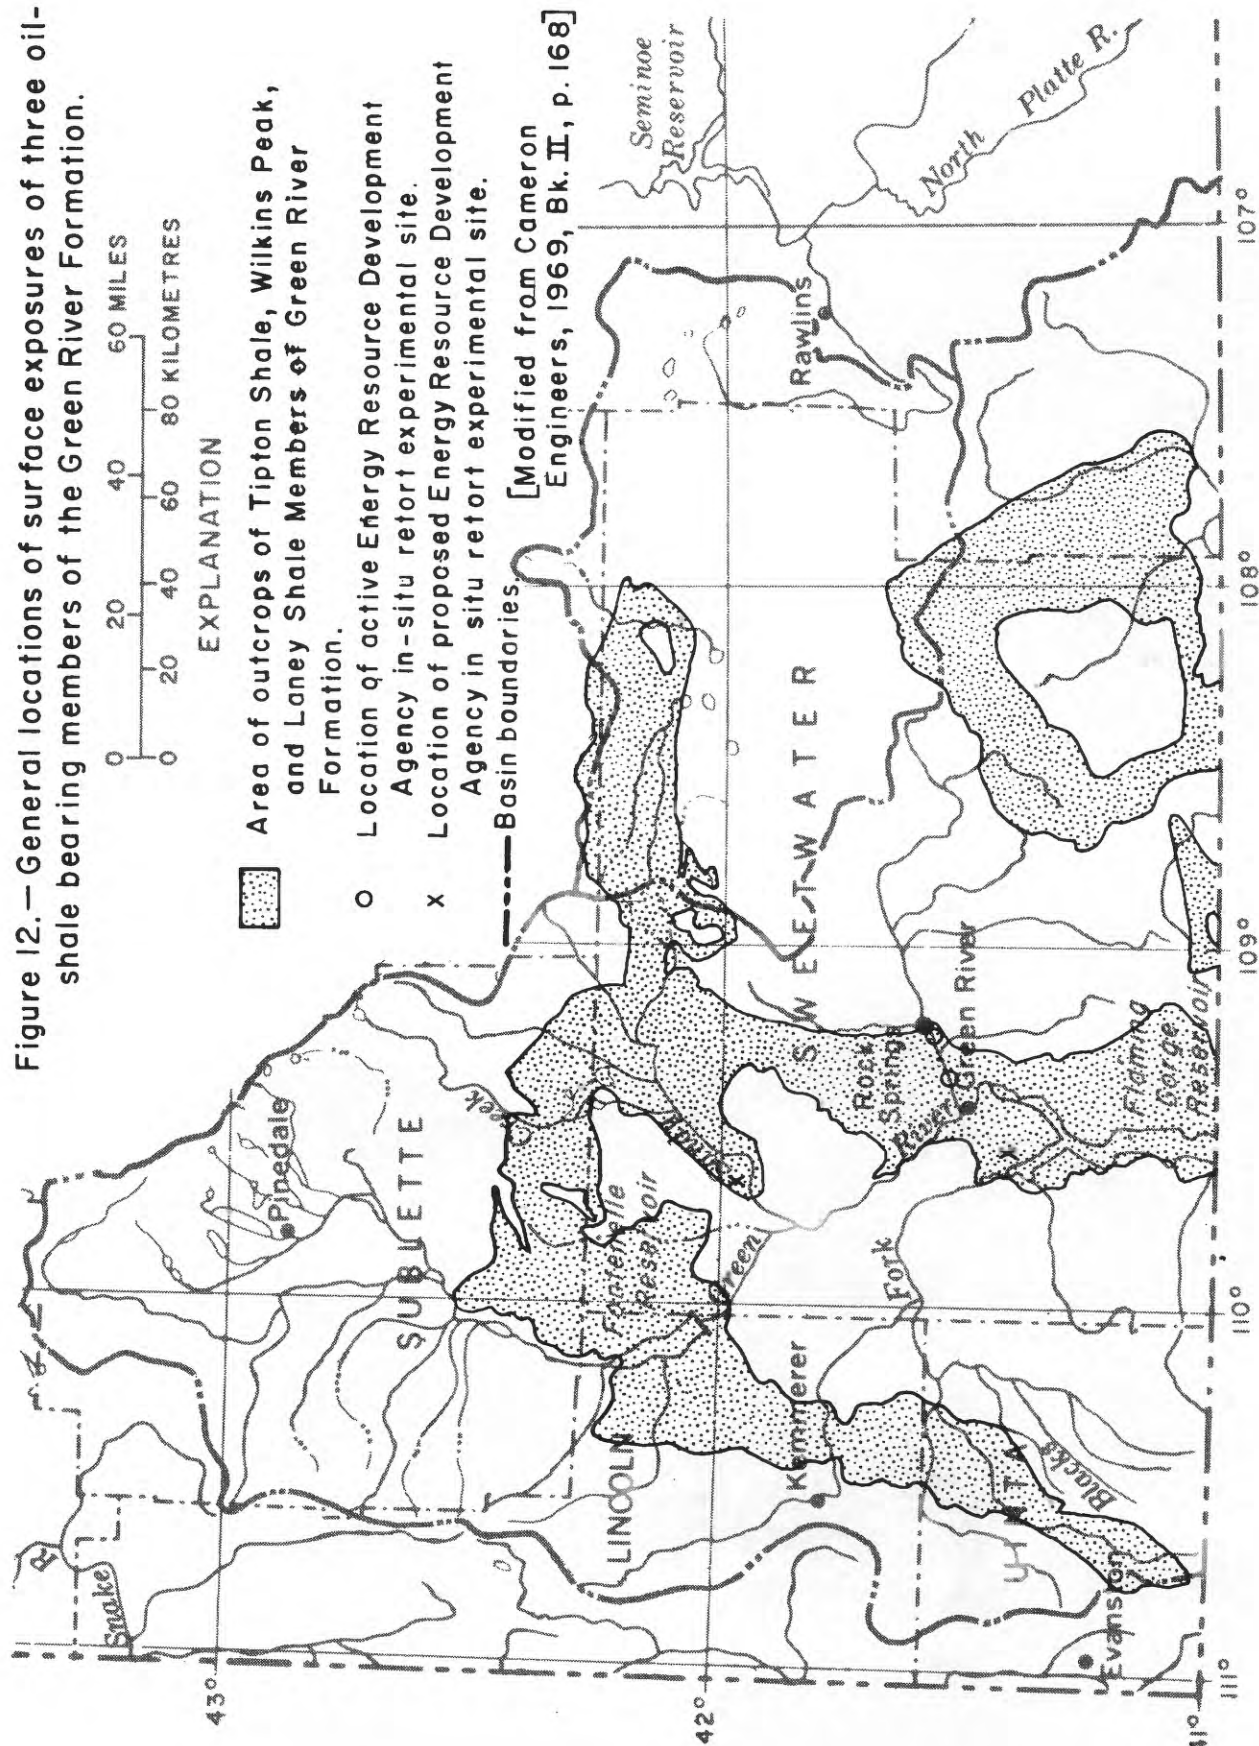 Figure 12.—General locations of surface exposures of three oil-
shale bearing members of the Green River Formation.
0 20 40 60 MILES
0 20 40 60 80 KILOMETRES
EXPLANATION
Area of outcrops of Tipton Shale, Wilkins Peak,
and Laney Shale Members of Green River
Formation.
o Location of active Energy Resource Development
Agency in-situ retort experimental site.
x Location of proposed Energy Resource Development
Agency in situ retort experimental site.
Basin boundaries.
[Modified from Cameron
Engineers, 1969, Bk. II, p. 168]
Snake
R.
43°
Pinedale
SUBLETTE
Creek
LINCOLN
Fontenelle
Reservoir
Sandy
Seminoe
Reservoir
42°
Kemmerer
Green
River
Rock
Springs
Green River
SWEETWATER
Rawlins
North Platte R.
Fork
Blacks
UINTA
Evanston
Flaming
Gorge
Reservoir
41°
111°
110°
109°
108°
107°